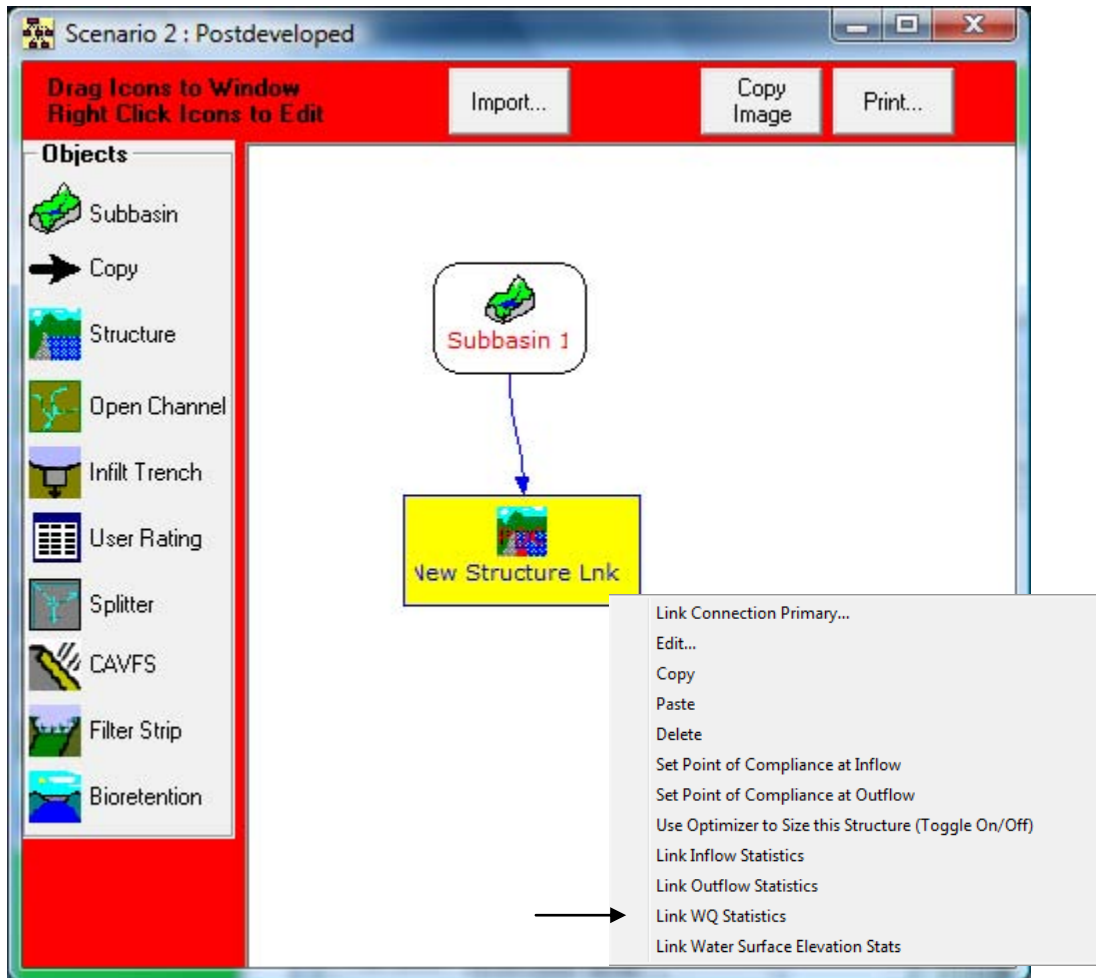 Scenario 2 : Postdeveloped
Drag Icons to Window
Right Click Icons to Edit
Import...
Copy
Image
Print...
Objects
Subbasin
Copy
Structure
Open Channel
Infilt Trench
User Rating
Splitter
CAVFS
Filter Strip
Bioretention
Subbasin 1
New Structure Lnk
Link Connection Primary...
Edit...
Copy
Paste
Delete
Set Point of Compliance at Inflow
Set Point of Compliance at Outflow
Use Optimizer to Size this Structure (Toggle On/Off)
Link Inflow Statistics
Link Outflow Statistics
Link WQ Statistics
Link Water Surface Elevation Stats